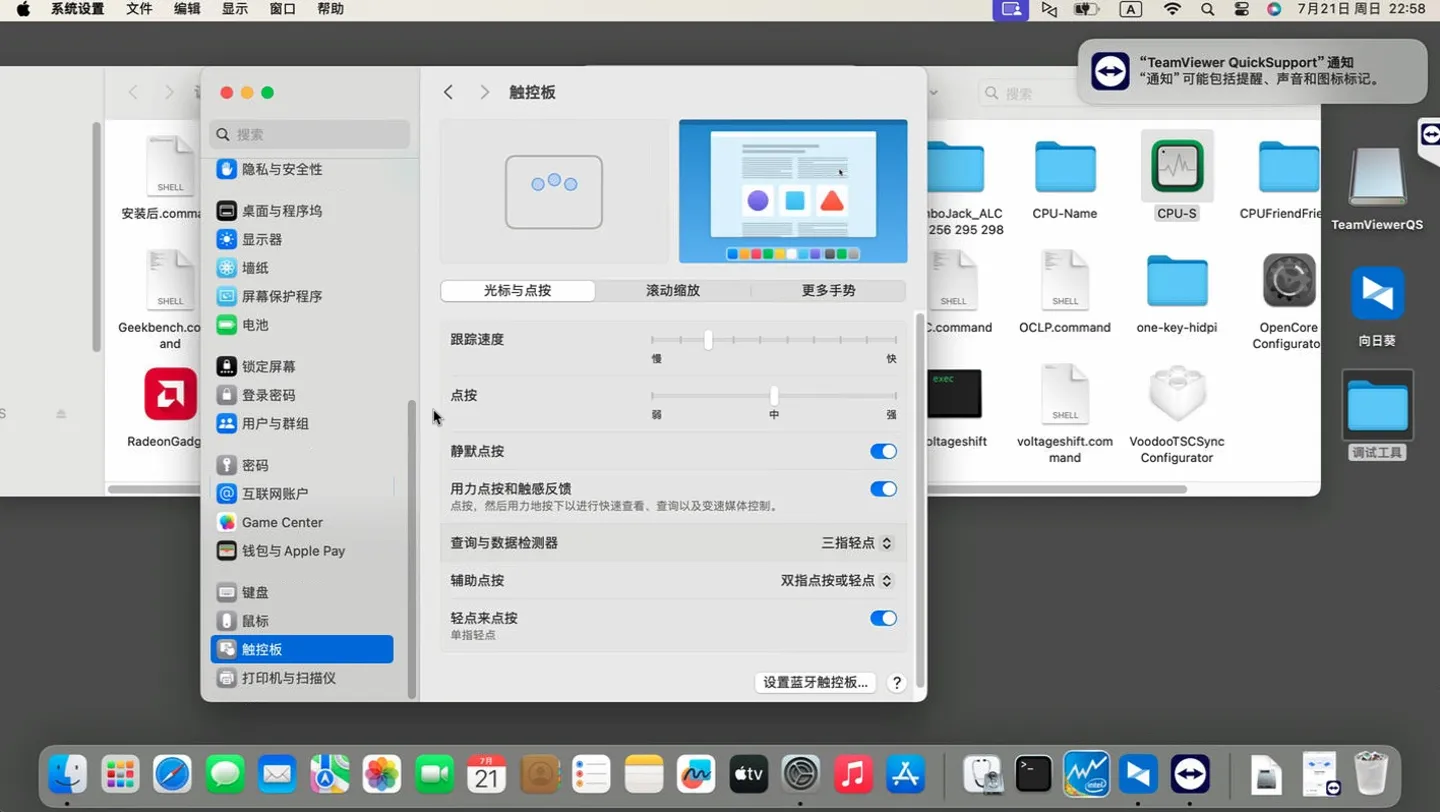 系统设置 文件 编辑 显示 窗口 帮助
A
7月21日 周日 22:58
“TeamViewer QuickSupport”通知
“通知”可能包括提醒、声音和图标标记。
触控板
搜索
搜索
隐私与安全性
桌面与程序坞
显示器
墙纸
屏幕保护程序
电池
锁定屏幕
登录密码
用户与群组
密码
互联网账户
Game Center
钱包与 Apple Pay
键盘
鼠标
触控板
打印机与扫描仪
光标与点按
滚动缩放
更多手势
跟踪速度
慢
快
点按
弱
中
强
静默点按
用力点按和触感反馈
点按，然后用力地按下以进行快速查看、查询以及变速媒体控制。
查询与数据检测器
三指轻点
辅助点按
双指点按或轻点
轻点来点按
单指轻点
设置蓝牙触控板...
?
SHELL
安装后.comma
SHELL
Geekbench.co
and
RadeonGadg
S
mboJack_ALC
256 295 298
CPU-Name
CPU-S
CPUFriendFrie
SHELL
C.command
SHELL
OCLP.command
one-key-hidpi
OpenCore
Configurator
exec
oltageshift
SHELL
voltageshift.com
mand
VoodooTSCSync
Configurator
TeamViewerQS
向日葵
调试工具
7月
21
tv
intel